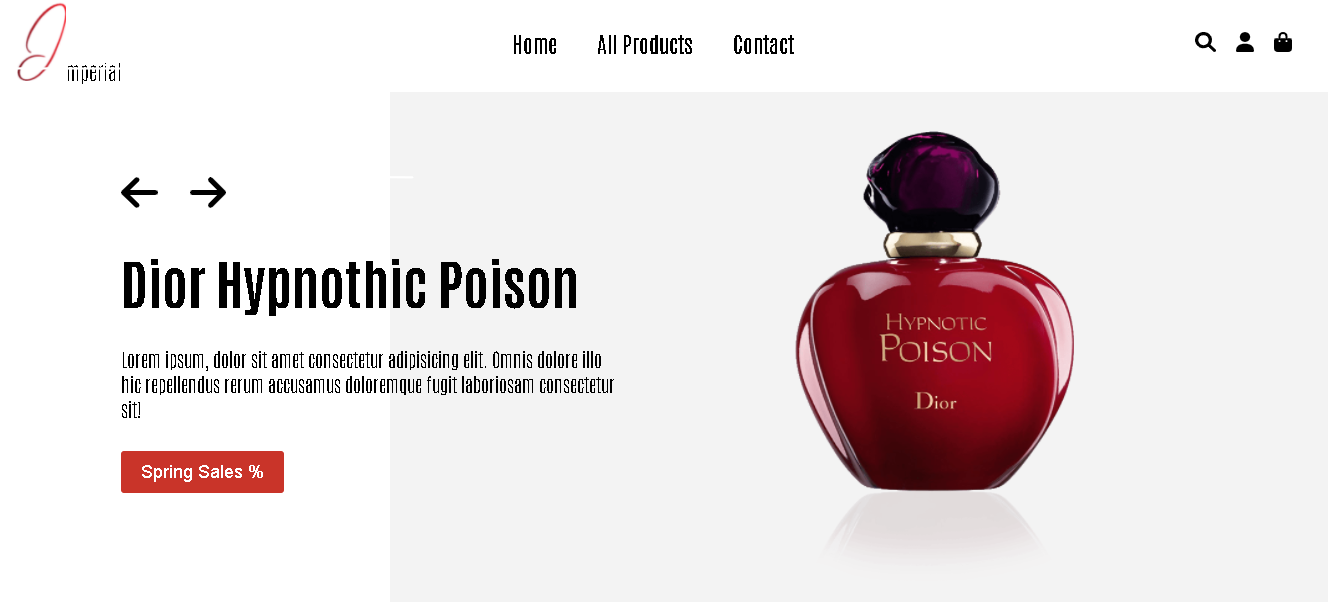 J
mperial
Home All Products Contact
Dior Hypnothic Poison
Lorem ipsum, dolor sit amet consectetur adipisicing elit. Omnis dolore illo
hic repellendus rerum accusamus doloremque fugit laboriosam consectetur
sit!
Spring Sales %
HYPNOTIC
POISON
Dior